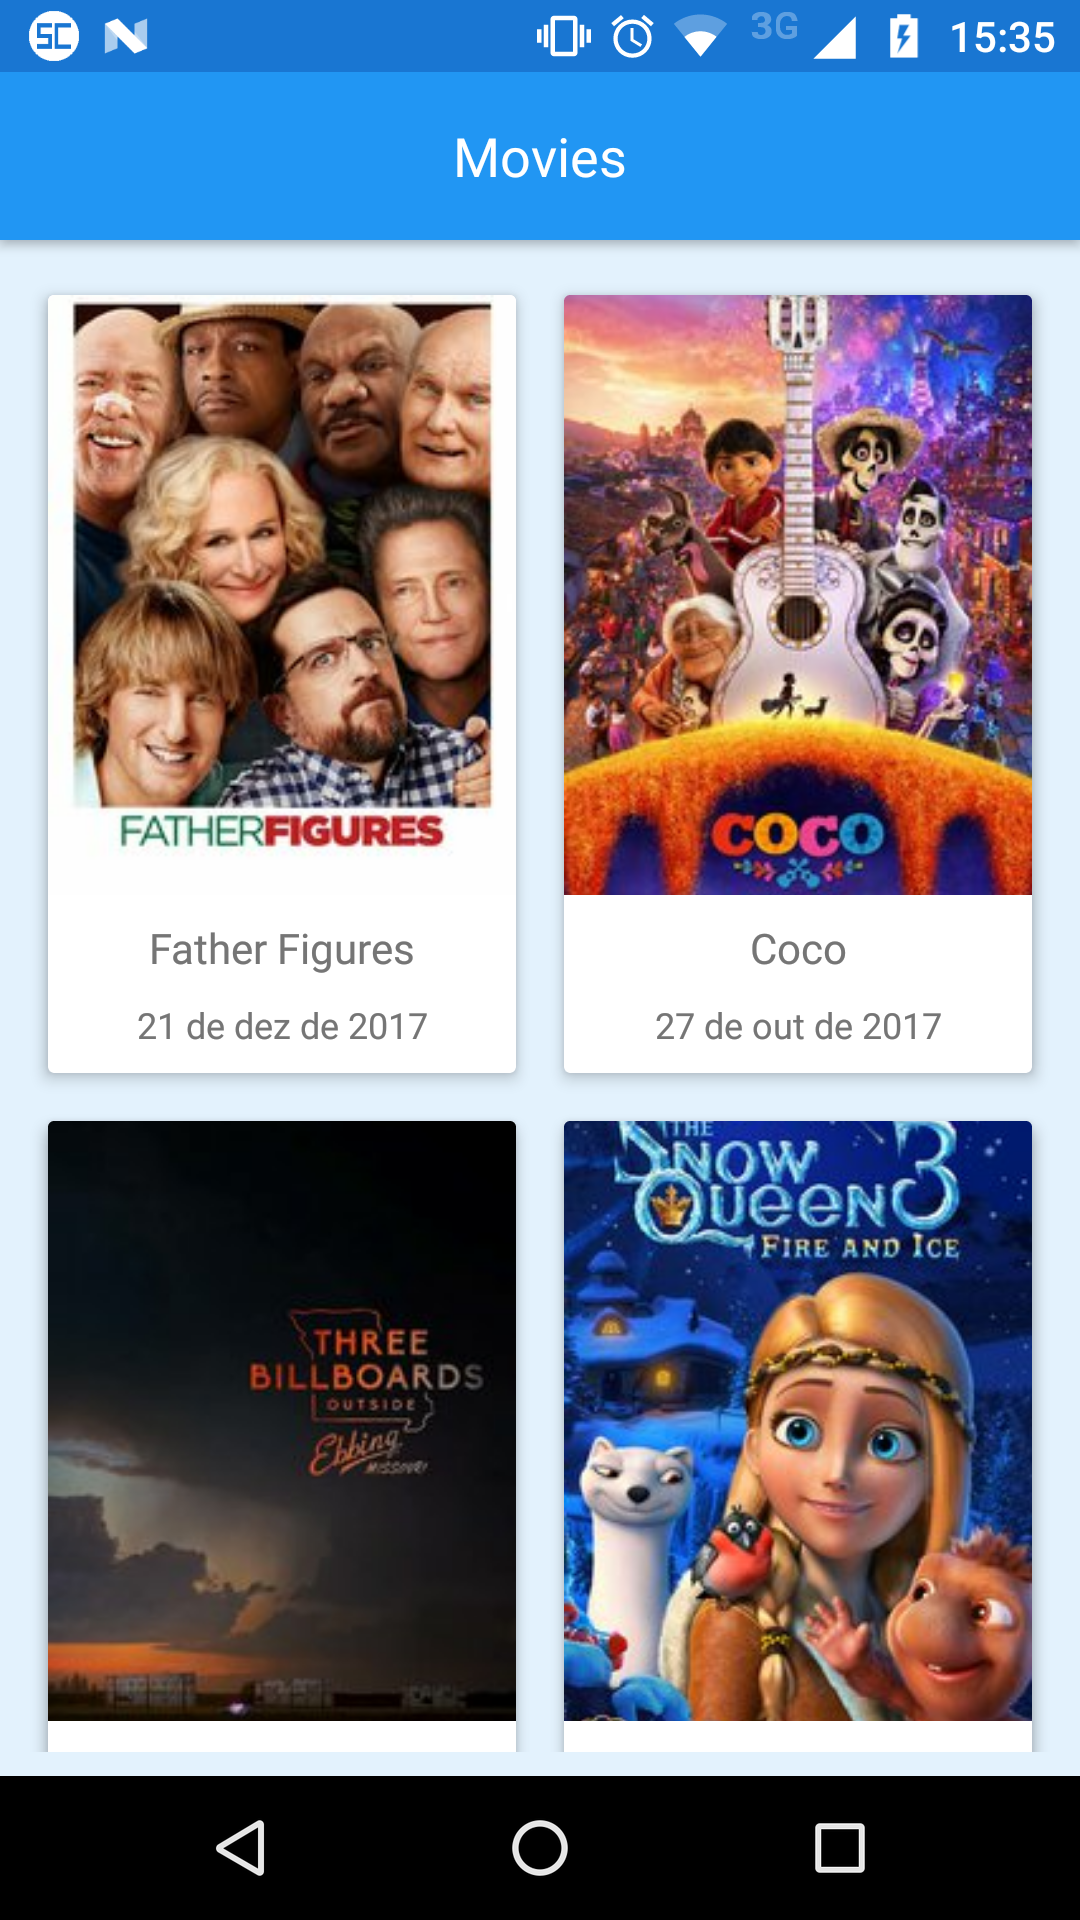 SC N 3G 15:35
Movies
FATHERFIGURES
COCO
Father Figures
Coco
21 de dez de 2017
27 de out de 2017
THREE
BILLBOARDS
OUTSIDE
Ebbing
MISSOURI
THE
SNOW
QUEEN 3
FIRE AND ICE